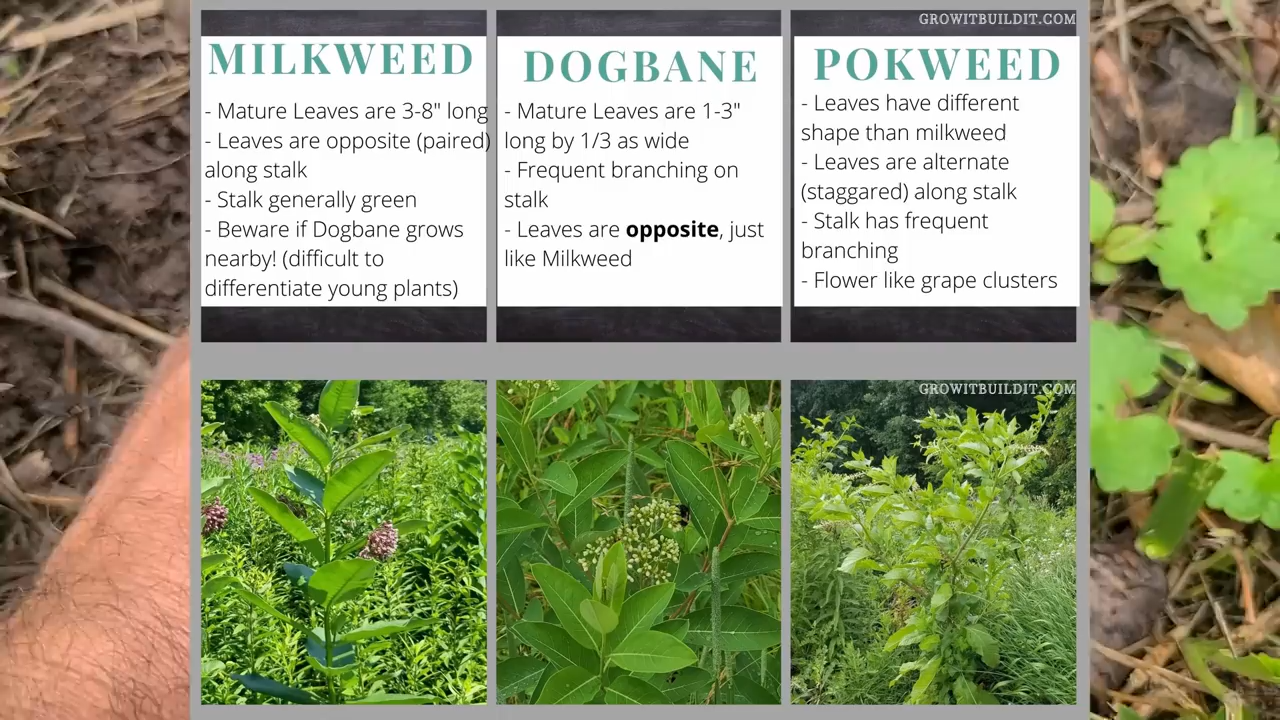 GROWITBUILDIT.COM
MILKWEED
- Mature Leaves are 3-8" long
- Leaves are opposite (paired)
along stalk
- Stalk generally green
- Beware if Dogbane grows
nearby! (difficult to
differentiate young plants)
DOGBANE
- Mature Leaves are 1-3"
long by 1/3 as wide
- Frequent branching on
stalk
- Leaves are opposite, just
like Milkweed
POKWEED
- Leaves have different
shape than milkweed
- Leaves are alternate
(staggared) along stalk
- Stalk has frequent
branching
- Flower like grape clusters
GROWITBUILDIT.COM